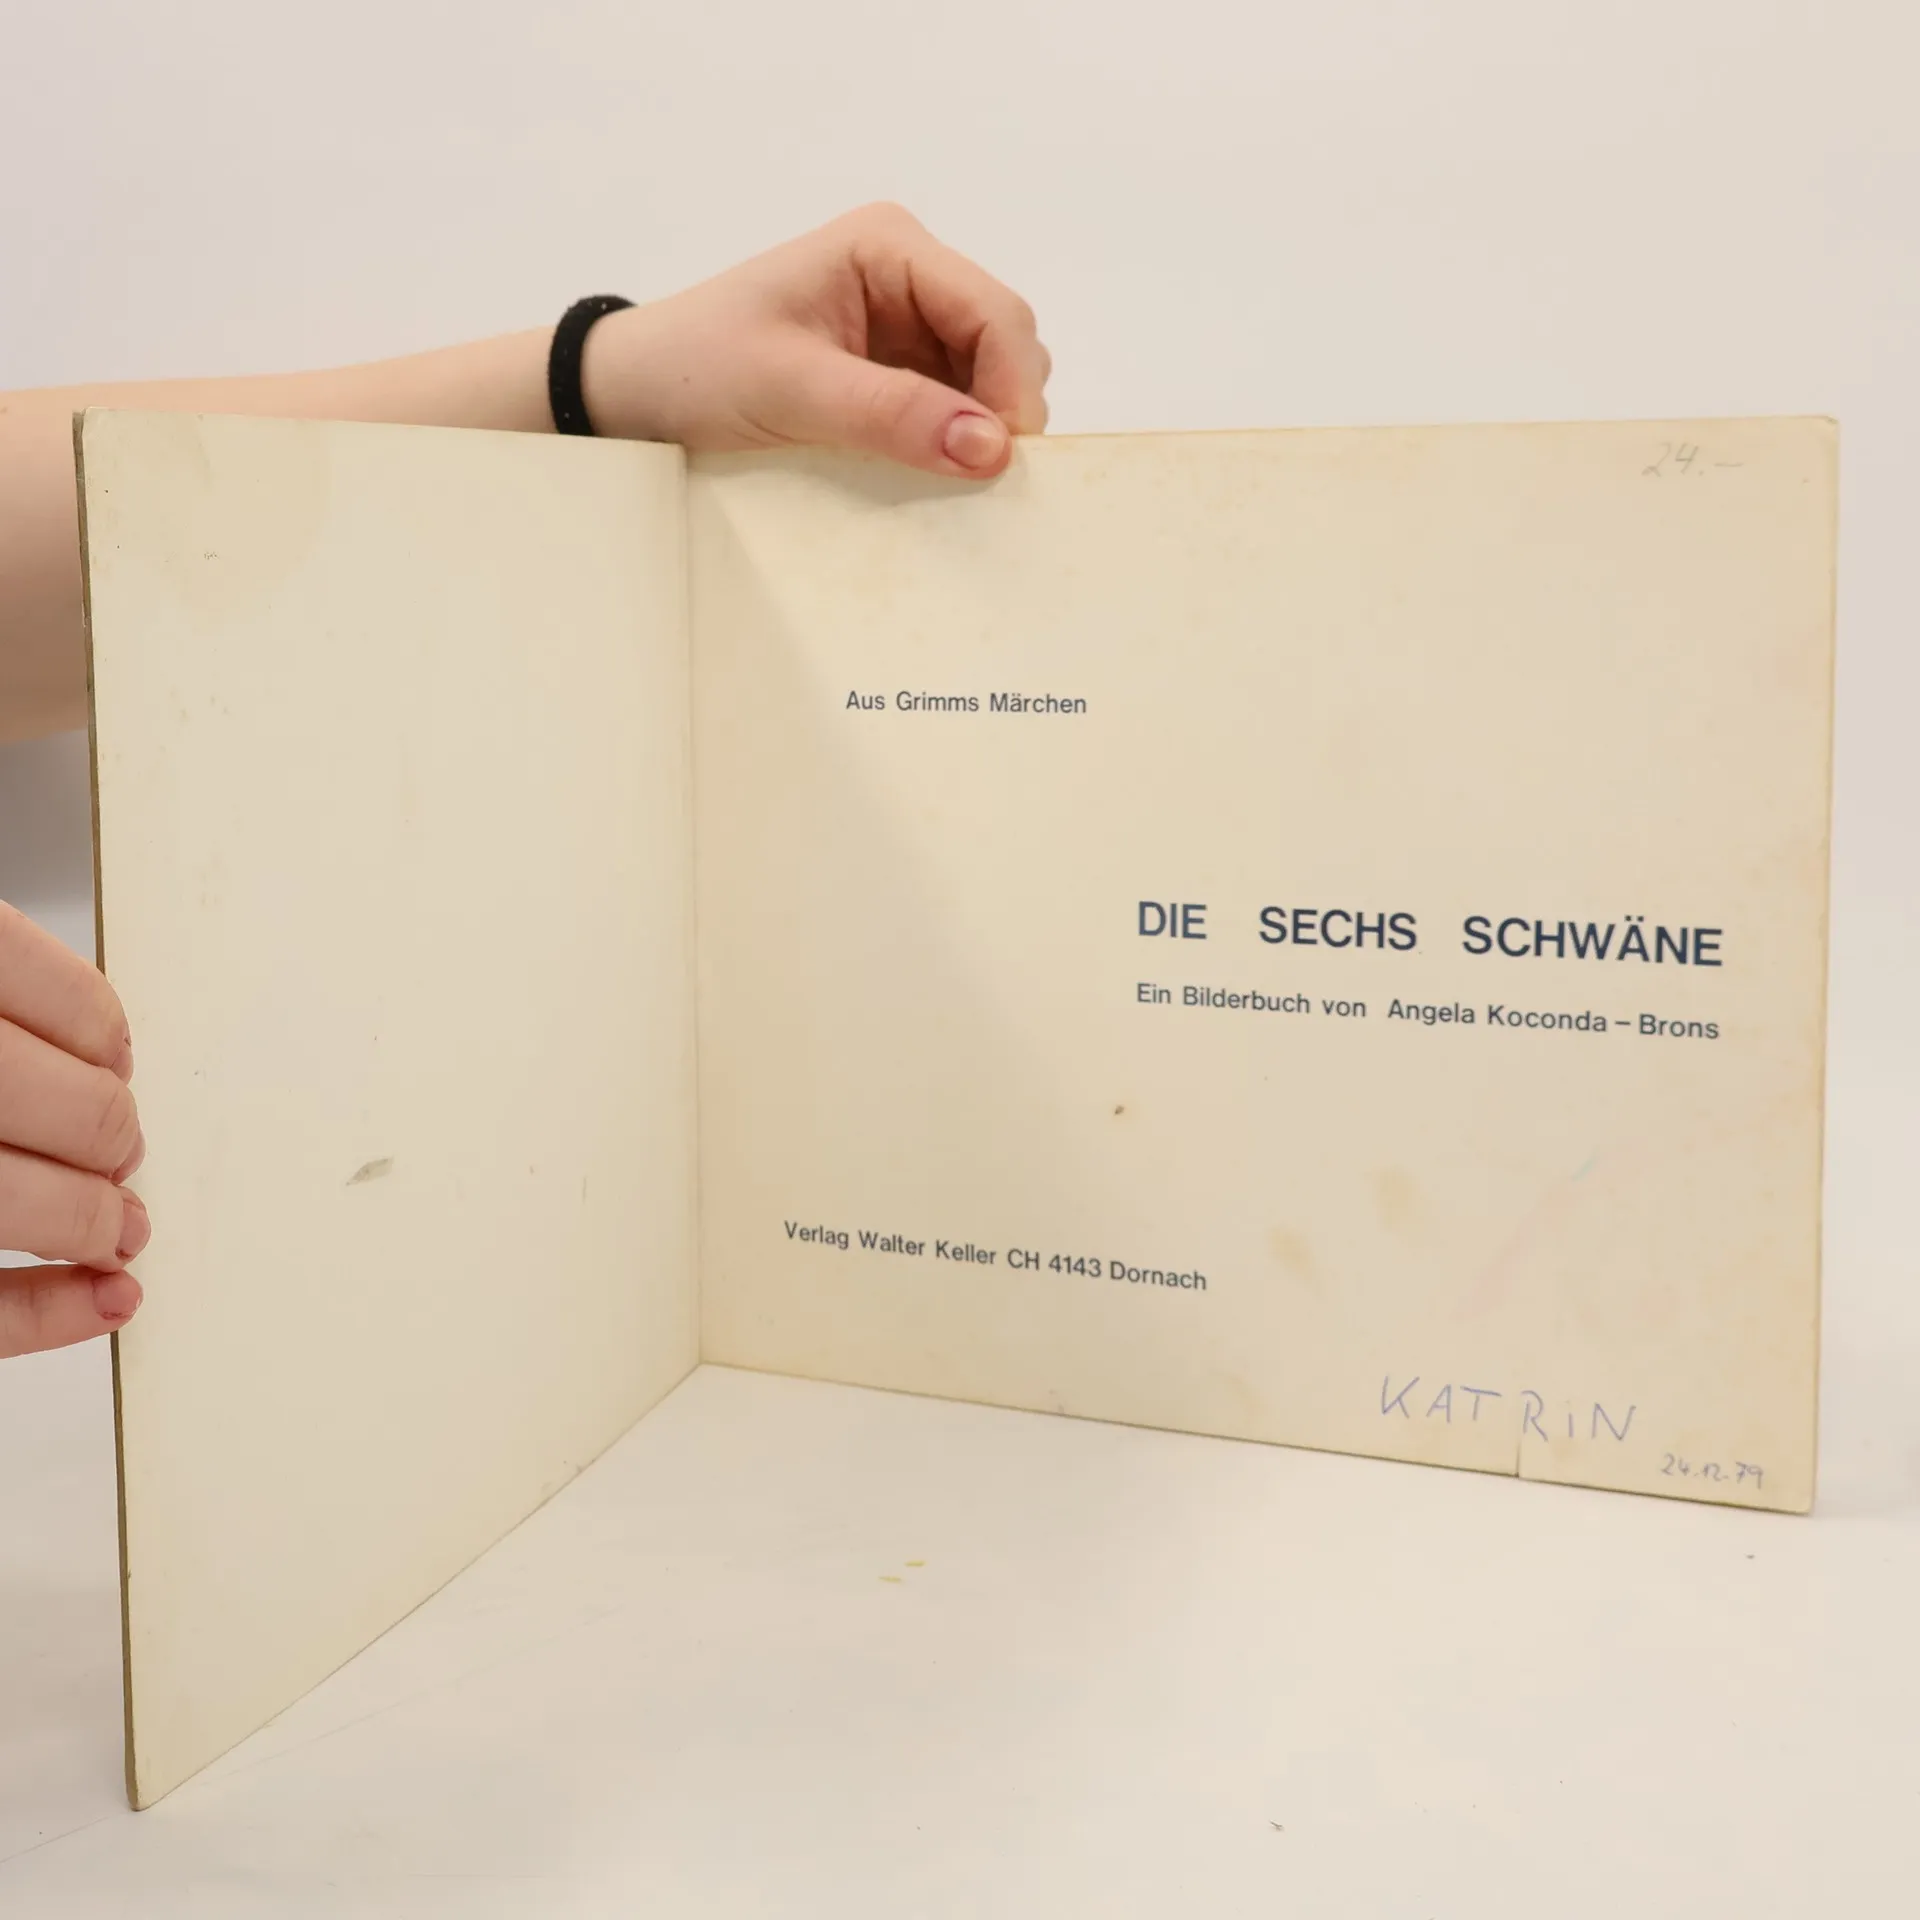 24.—
Aus Grimms Märchen
DIE SECHS SCHWÄNE
Ein Bilderbuch von Angela Koconda – Brons
Verlag Walter Keller CH 4143 Dornach
KATRiN
24.12.79